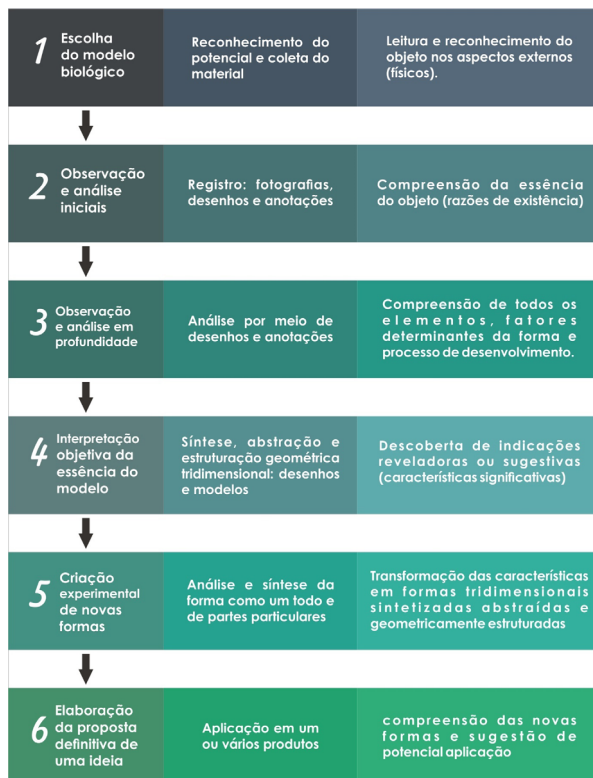 1
Escolha
do modelo
biológico
Reconhecimento do
potencial e coleta do
material
Leitura e reconhecimento do
objeto nos aspectos externos
(físicos).
2
Observação
e análise
iniciais
Registro: fotografias,
desenhos e anotações
Compreensão da essência
do objeto (razões de existência)
3
Observação
e análise em
profundidade
Análise por meio de
desenhos e anotações
Compreensão de todos os
elementos, fatores
determinantes da forma e
processo de desenvolvimento.
4
Interpretação
objetiva da
essência do
modelo
Síntese, abstração e
estruturação geométrica
tridimensional: desenhos
e modelos
Descoberta de indicações
reveladoras ou sugestivas
(características significativas)
5
Criação
experimental
de novas
formas
Análise e síntese da
forma como um todo e
de partes particulares
Transformação das característicds
em formas tridimensionais
sintetizadas abstraídas e
geometricamente estruturadas
6
Elaboração
da proposta
definitiva de
uma ideia
Aplicação em um
ou vários produtos
compreensão das novas
formas e sugestão de
potencial aplicação